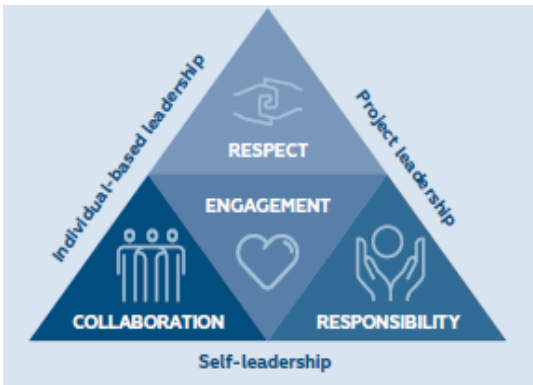 Individual-based leadership
Project leadership
RESPECT
ENGAGEMENT
COLLABORATION
RESPONSIBILITY
Self-leadership